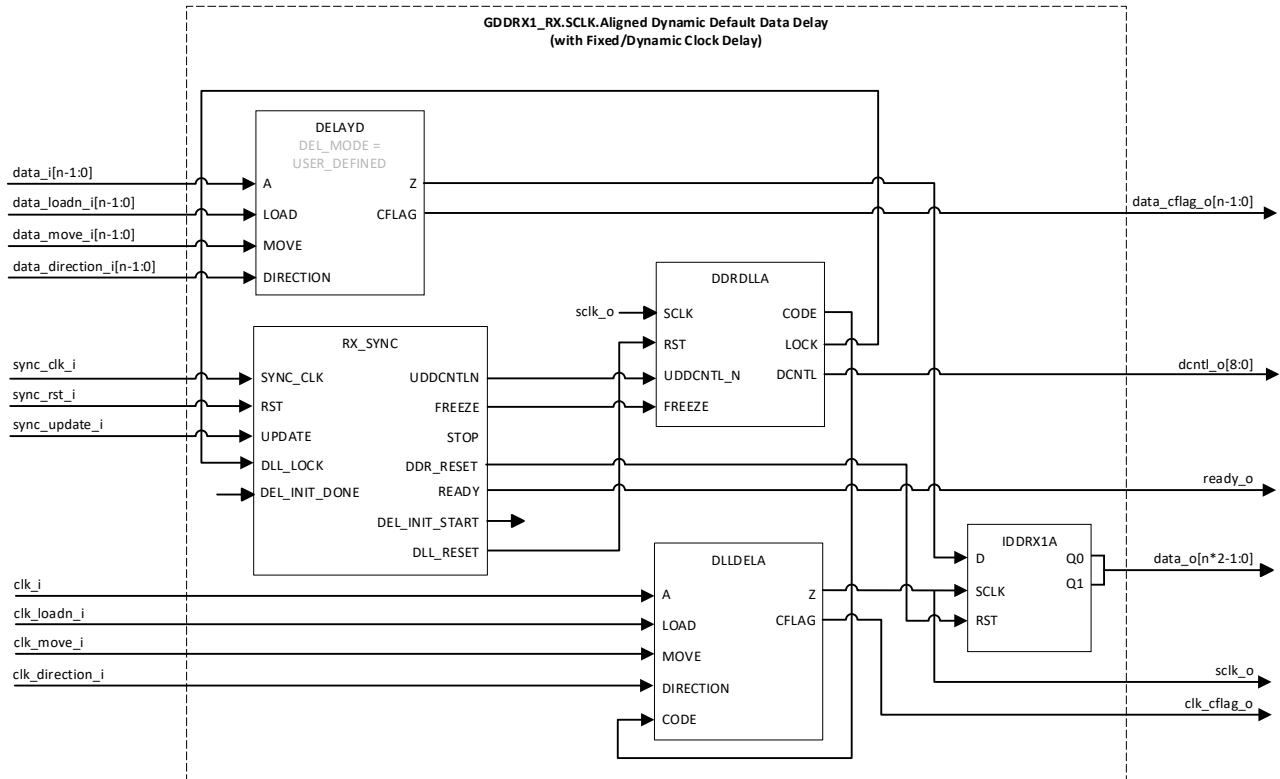 GDDRX1_RX.SCLK.Aligned Dynamic Default Data Delay
(with Fixed/Dynamic Clock Delay)
DELAYD
DEL_MODE =
USER_DEFINED
data_i[n-1:0]
A
Z
data_loadn_i[n-1:0]
LOAD
CFLAG
data_cflag_o[n-1:0]
data_move_i[n-1:0]
MOVE
data_direction_i[n-1:0]
DIRECTION
DDRDLLA
sclk_o
SCLK
CODE
RST
LOCK
UDDCNTL_N
DCNTL
dcntl_o[8:0]
FREEZE
RX_SYNC
sync_clk_i
SYNC_CLK
UDDCNTLN
sync_rst_i
RST
FREEZE
sync_update_i
UPDATE
STOP
DLL_LOCK
DDR_RESET
DEL_INIT_DONE
READY
ready_o
DEL_INIT_START
DLL_RESET
IDDRX1A
D
Q0
SCLK
Q1
RST
data_o[n*2-1:0]
DLLDELA
clk_i
A
Z
clk_loadn_i
LOAD
CFLAG
clk_move_i
MOVE
clk_direction_i
DIRECTION
CODE
sclk_o
clk_cflag_o